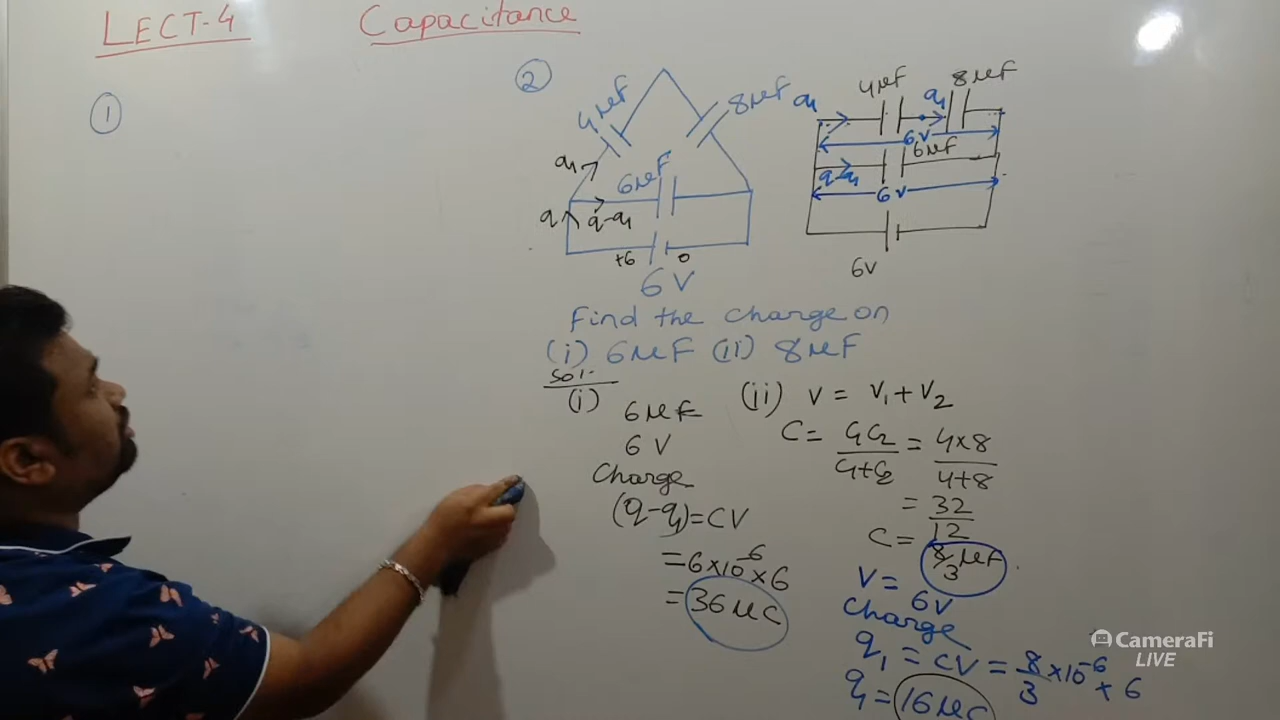 LECT-4 Capacitance
①
②
4μF
8μF
q₁
6μF
q
q-q₁
+6 0
6V
q₁ 4μF q₁ 8μF
6V
6μF
q-q₁
6V
6V
Find the charge on
(i) 6μF (ii) 8μF
Sol.
(i) 6μF
6V
Charge
(q-q₁)=CV
=6×10⁻⁶×6
=36μC
(ii) V = V₁+V₂
C= C₁C₂/C₁+C₂ = 4×8/4+8
= 32/12
C= 8/3 μF
V= 6V
Charge
q₁ = CV = 8/3 ×10⁻⁶ × 6
q₁ = 16μC
CameraFi
LIVE